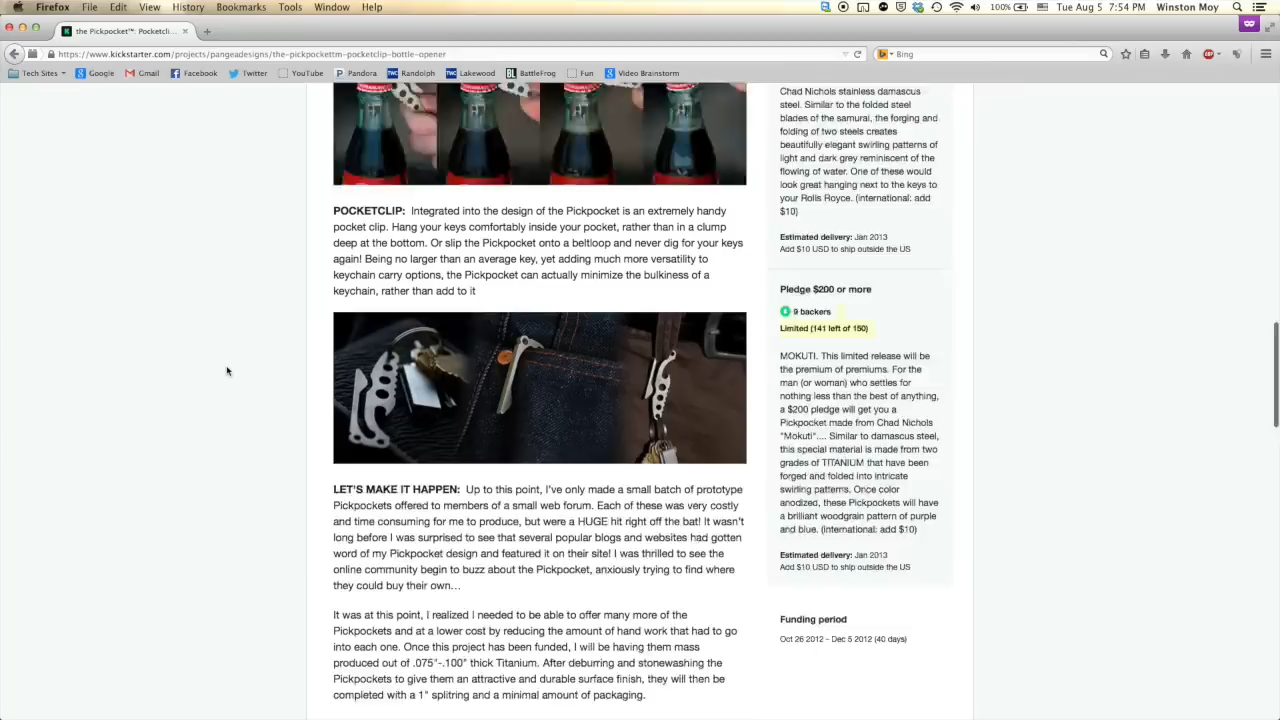 Firefox File Edit View History Bookmarks Tools Window Help
100% Tue Aug 5 7:54 PM Winston Moy
the Pickpocket™: Pocketcli...
https://www.kickstarter.com/projects/pangeadesigns/the-pickpockettm-pocketclip-bottle-opener
Bing
Tech Sites Google Gmail Facebook Twitter YouTube Pandora Randolph Lakewood BattleFrog Fun Video Brainstorm
POCKETCLIP: Integrated into the design of the Pickpocket is an extremely handy
pocket clip. Hang your keys comfortably inside your pocket, rather than in a clump
deep at the bottom. Or slip the Pickpocket onto a beltloop and never dig for your keys
again! Being no larger than an average key, yet adding much more versatility to
keychain carry options, the Pickpocket can actually minimize the bulkiness of a
keychain, rather than add to it
LET'S MAKE IT HAPPEN: Up to this point, I've only made a small batch of prototype
Pickpockets offered to members of a small web forum. Each of these was very costly
and time consuming for me to produce, but were a HUGE hit right off the bat! It wasn't
long before I was surprised to see that several popular blogs and websites had gotten
word of my Pickpocket design and featured it on their site! I was thrilled to see the
online community begin to buzz about the Pickpocket, anxiously trying to find where
they could buy their own…
It was at this point, I realized I needed to be able to offer many more of the
Pickpockets and at a lower cost by reducing the amount of hand work that had to go
into each one. Once this project has been funded, I will be having them mass
produced out of .075"-.100" thick Titanium. After deburring and stonewashing the
Pickpockets to give them an attractive and durable surface finish, they will then be
completed with a 1" splitring and a minimal amount of packaging.
Chad Nichols stainless damascus
steel. Similar to the folded steel
blades of the samurai, the forging and
folding of two steels creates
beautifully elegant swirling patterns of
light and dark grey reminiscent of the
flowing of water. One of these would
look great hanging next to the keys to
your Rolls Royce. (international: add
$10)
Estimated delivery: Jan 2013
Add $10 USD to ship outside the US
Pledge $200 or more
9 backers
Limited (141 left of 150)
MOKUTI. This limited release will be
the premium of premiums. For the
man (or woman) who settles for
nothing less than the best of anything,
a $200 pledge will get you a
Pickpocket made from Chad Nichols
"Mokuti".... Similar to damascus steel,
this special material is made from two
grades of TITANIUM that have been
forged and folded into intricate
swirling patterns. Once color
anodized, these Pickpockets will have
a brilliant woodgrain pattern of purple
and blue. (international: add $10)
Estimated delivery: Jan 2013
Add $10 USD to ship outside the US
Funding period
Oct 26 2012 - Dec 5 2012 (40 days)